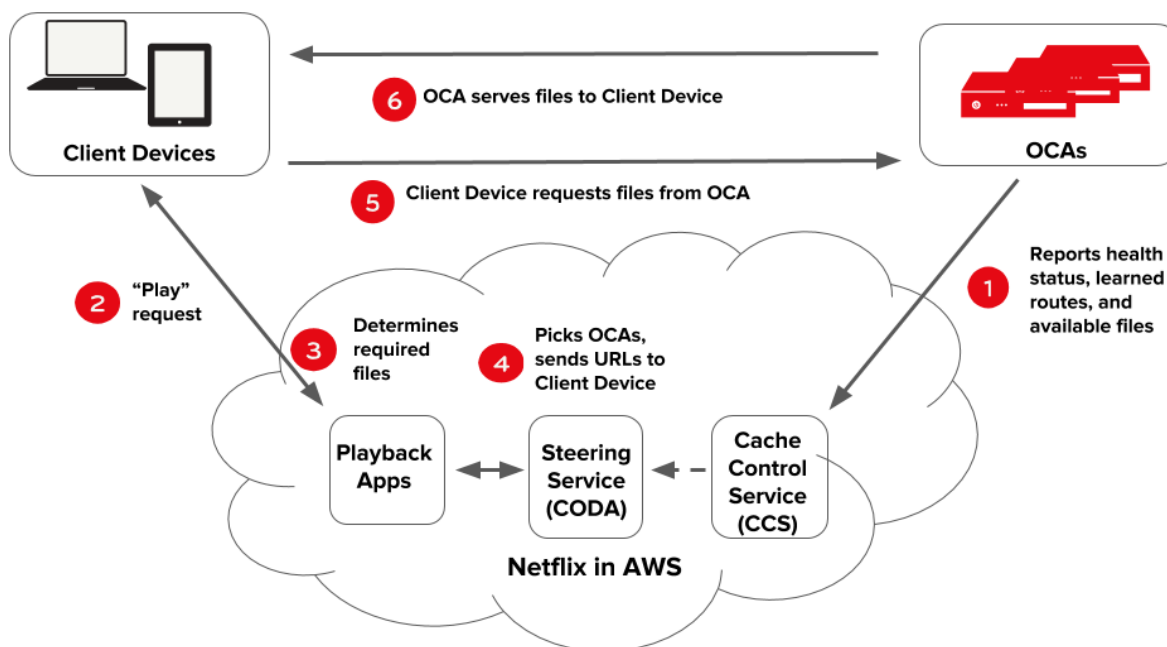 Client Devices
OCAs
6
OCA serves files to Client Device
5
Client Device requests files from OCA
1
Reports health
status, learned
routes, and
available files
2
“Play”
request
3
Determines
required
files
4
Picks OCAs,
sends URLs to
Client Device
Playback
Apps
Steering
Service
(CODA)
Cache
Control
Service
(CCS)
Netflix in AWS